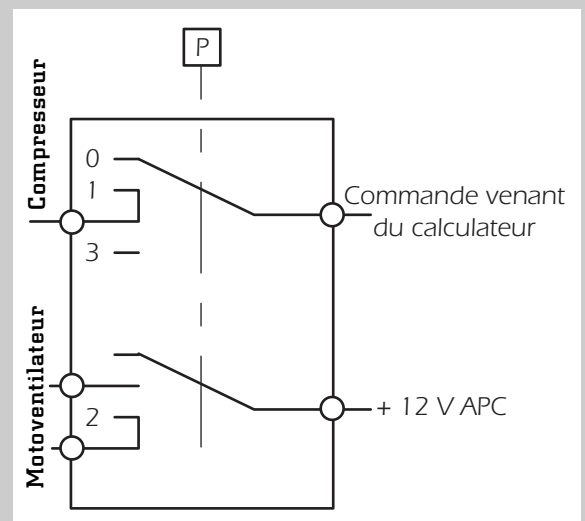 P
Compresseur
0
1
3
Commande venant
du calculateur
Motoventilateur
2
+ 12 V APC